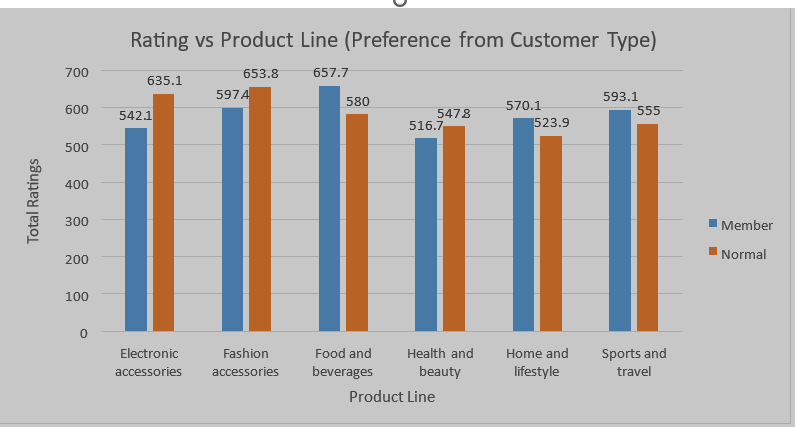 Rating vs Product Line (Preference from Customer Type)
700
600
500
400
300
200
100
0
Total Ratings
542.1
635.1
597.4
653.8
657.7
580
516.7
547.8
570.1
523.9
593.1
555
Member
Normal
Electronic
accessories
Fashion
accessories
Food and
beverages
Health and
beauty
Home and
lifestyle
Sports and
travel
Product Line